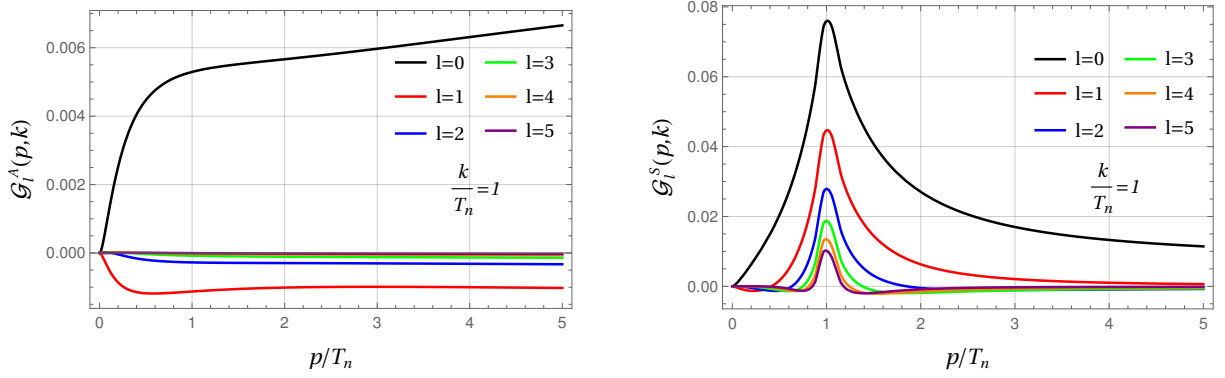 𝒢_l^A(p,k)
0.006
0.004
0.002
0.000
l=0 l=3
l=1 l=4
l=2 l=5
k/T_n=1
0 1 2 3 4 5
p/T_n
𝒢_l^S(p,k)
0.08
0.06
0.04
0.02
0.00
l=0 l=3
l=1 l=4
l=2 l=5
k/T_n=1
0 1 2 3 4 5
p/T_n